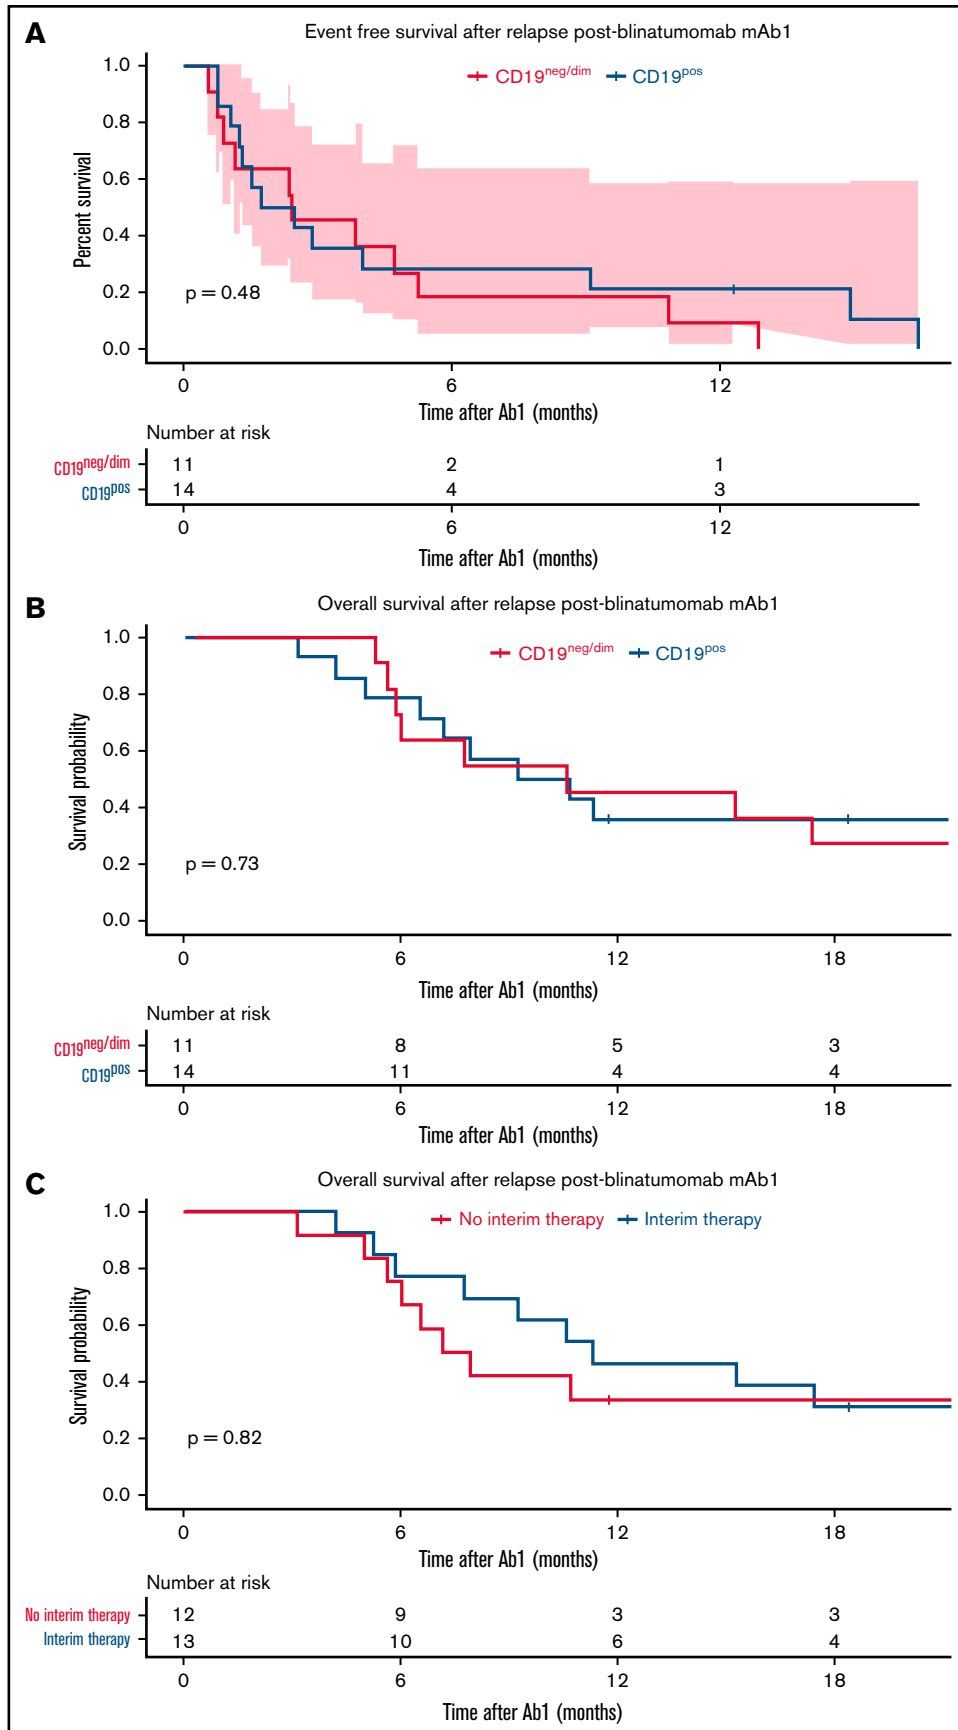 A
Event free survival after relapse post-blinatumomab mAb1
CD19neg/dim CD19pos
Percent survival
1.0
0.8
0.6
0.4
0.2
0.0
p = 0.48
0 6 12
Time after Ab1 (months)
Number at risk
CD19neg/dim 11 2 1
CD19pos 14 4 3
0 6 12
Time after Ab1 (months)
B
Overall survival after relapse post-blinatumomab mAb1
CD19neg/dim CD19pos
Survival probability
1.0
0.8
0.6
0.4
0.2
0.0
p = 0.73
0 6 12 18
Time after Ab1 (months)
Number at risk
CD19neg/dim 11 8 5 3
CD19pos 14 11 4 4
0 6 12 18
Time after Ab1 (months)
C
Overall survival after relapse post-blinatumomab mAb1
No interim therapy Interim therapy
Survival probability
1.0
0.8
0.6
0.4
0.2
0.0
p = 0.82
0 6 12 18
Time after Ab1 (months)
Number at risk
No interim therapy 12 9 3 3
Interim therapy 13 10 6 4
0 6 12 18
Time after Ab1 (months)